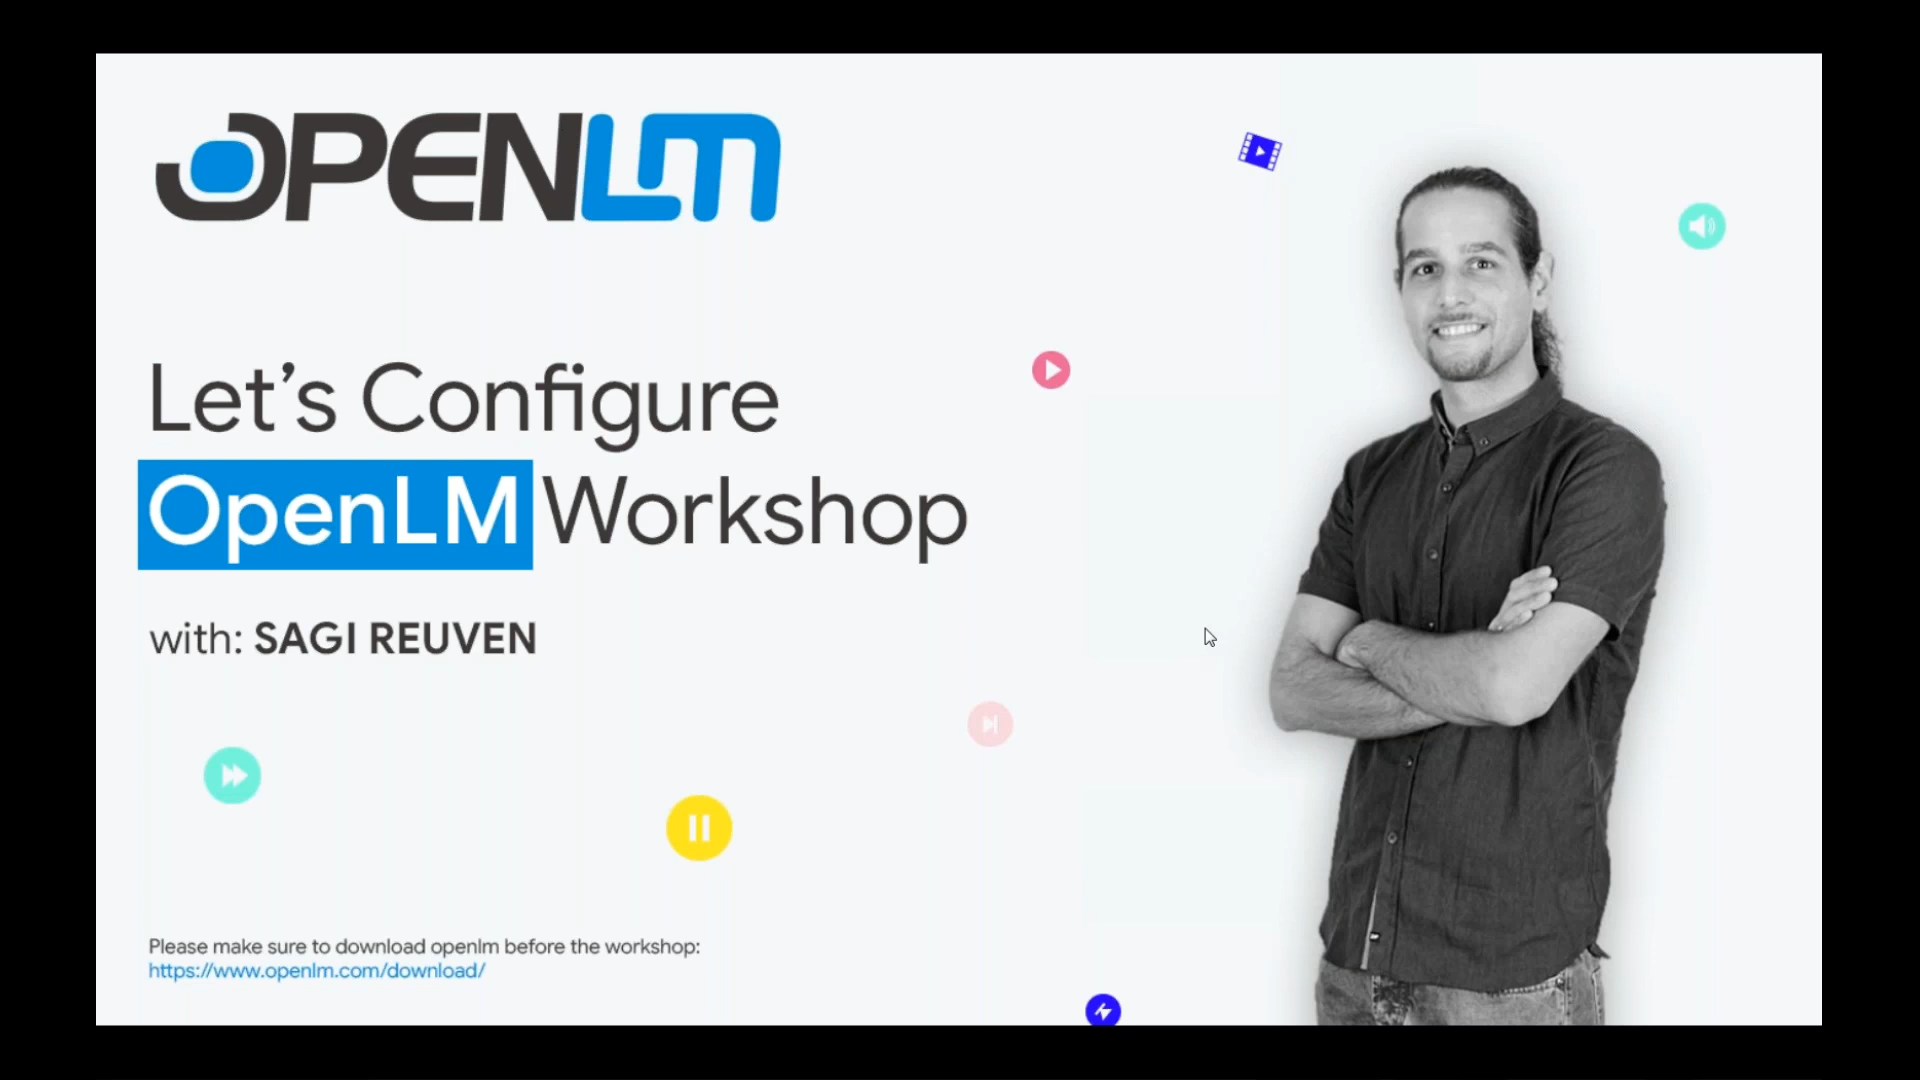 OPENLM
Let's Configure
OpenLM Workshop
with: SAGI REUVEN
Please make sure to download openlm before the workshop:
https://www.openlm.com/download/